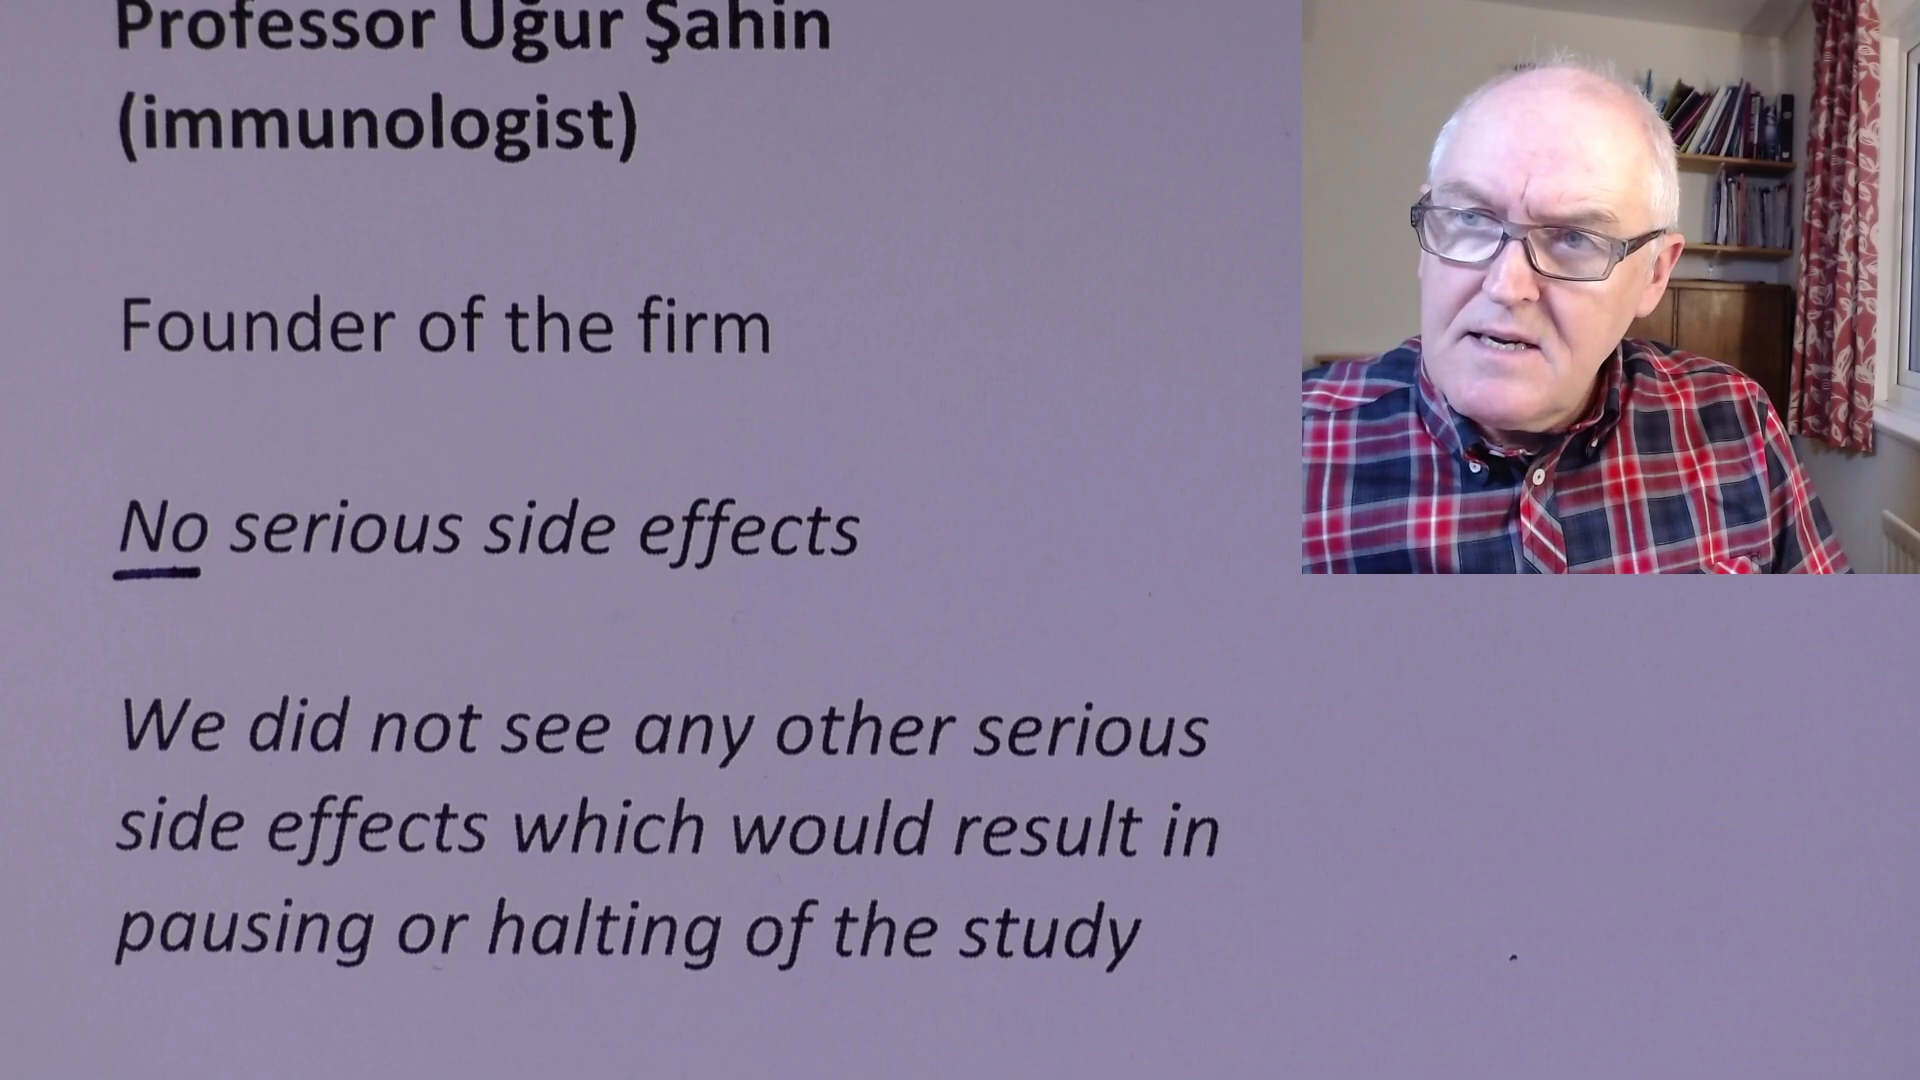 Professor Uğur Şahin
(immunologist)
Founder of the firm
No serious side effects
We did not see any other serious
side effects which would result in
pausing or halting of the study